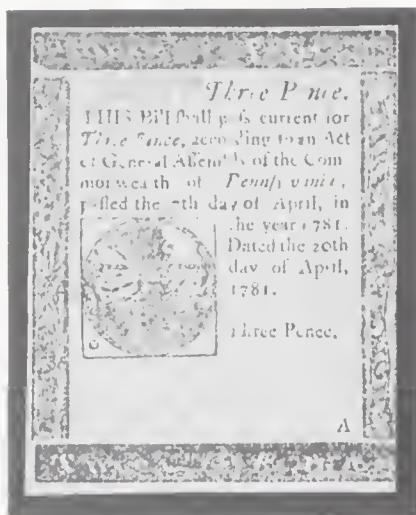 Three Pence.
THIS Bill ſhall paſs current for
Three Pence, according to an Act
of General Aſſembly of the Com
monwealth of Pennſylvania,
paſſed the 7th day of April, in
the year 1781.
Dated the 20th
day of April,
1781.
Three Pence.
A